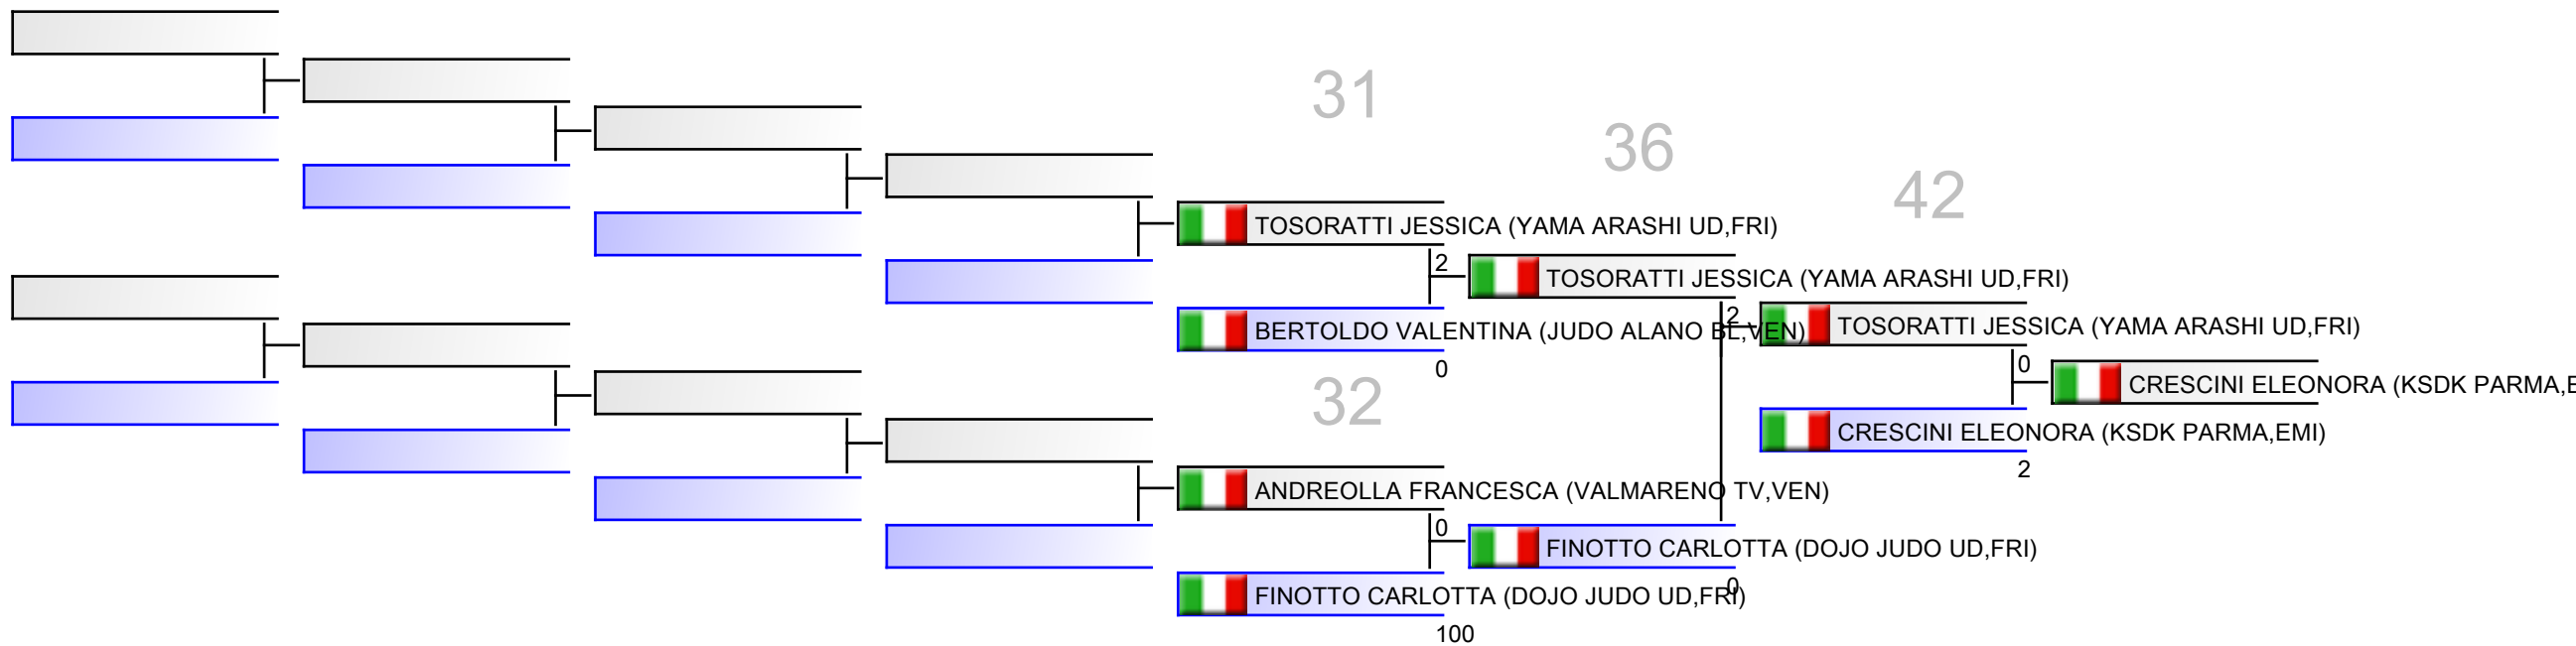 31
36
42
TOSORATTI JESSICA (YAMA ARASHI UD,FRI)
2
TOSORATTI JESSICA (YAMA ARASHI UD,FRI)
BERTOLDO VALENTINA (JUDO ALANO BL,VEN)
2
TOSORATTI JESSICA (YAMA ARASHI UD,FRI)
0
0
CRESCINI ELEONORA (KSDK PARMA,E
32
CRESCINI ELEONORA (KSDK PARMA,EMI)
2
ANDREOLLA FRANCESCA (VALMARENO TV,VEN)
0
FINOTTO CARLOTTA (DOJO JUDO UD,FRI)
0
FINOTTO CARLOTTA (DOJO JUDO UD,FRI)
100